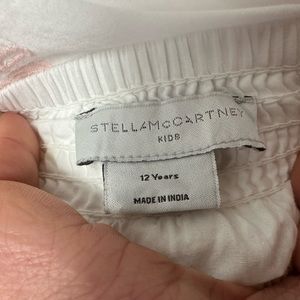 STELLAMCCARTNEY
KIDS
12 Years
MADE IN INDIA